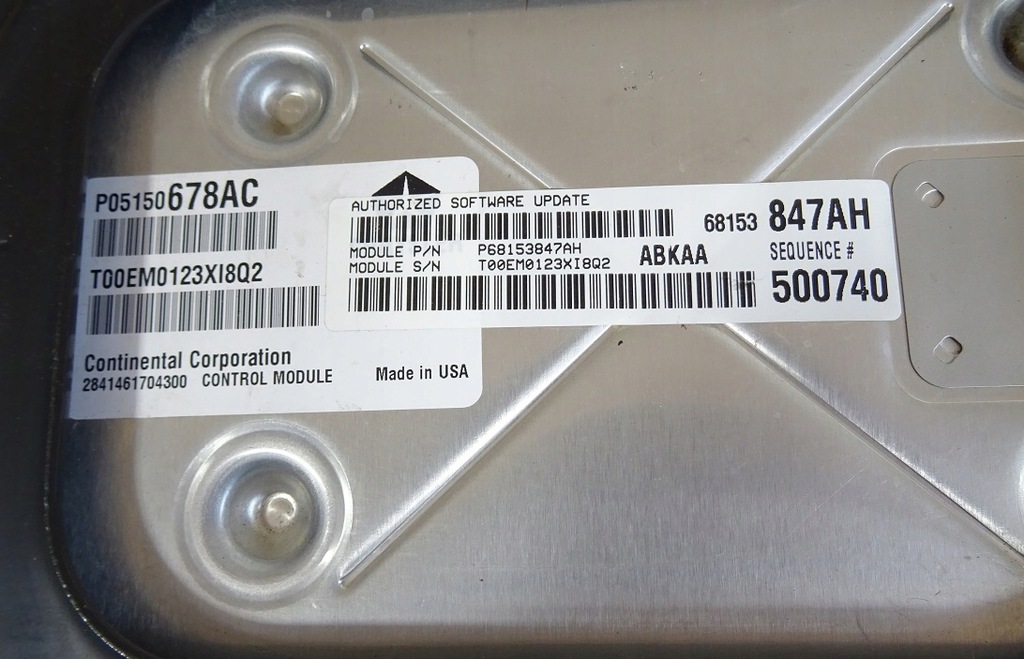 P05150678AC
T00EM0123XI8Q2
Continental Corporation
2841461704300 CONTROL MODULE
Made in USA
AUTHORIZED SOFTWARE UPDATE
68153 847AH
MODULE P/N P68153847AH
MODULE S/N T00EM0123XI8Q2
ABKAA
SEQUENCE #
500740